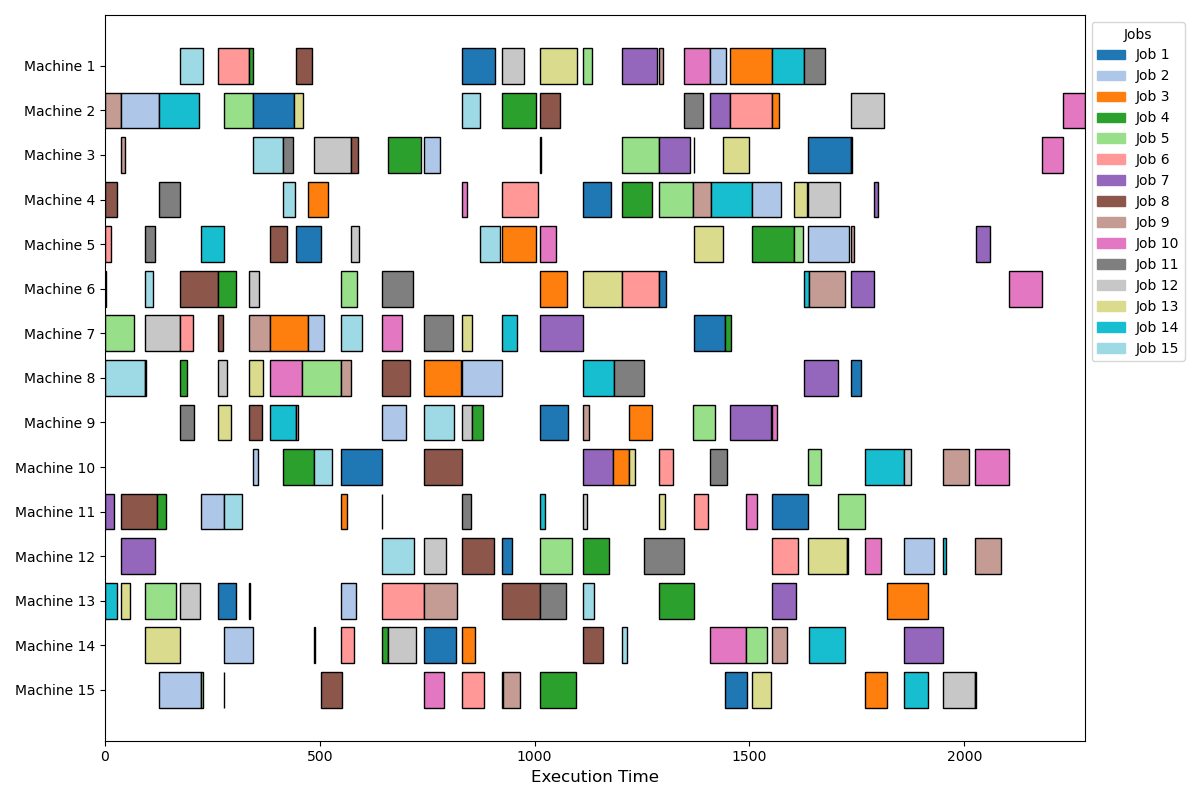 Machine 1
Machine 2
Machine 3
Machine 4
Machine 5
Machine 6
Machine 7
Machine 8
Machine 9
Machine 10
Machine 11
Machine 12
Machine 13
Machine 14
Machine 15
0 500 1000 1500 2000
Execution Time
Jobs
Job 1
Job 2
Job 3
Job 4
Job 5
Job 6
Job 7
Job 8
Job 9
Job 10
Job 11
Job 12
Job 13
Job 14
Job 15